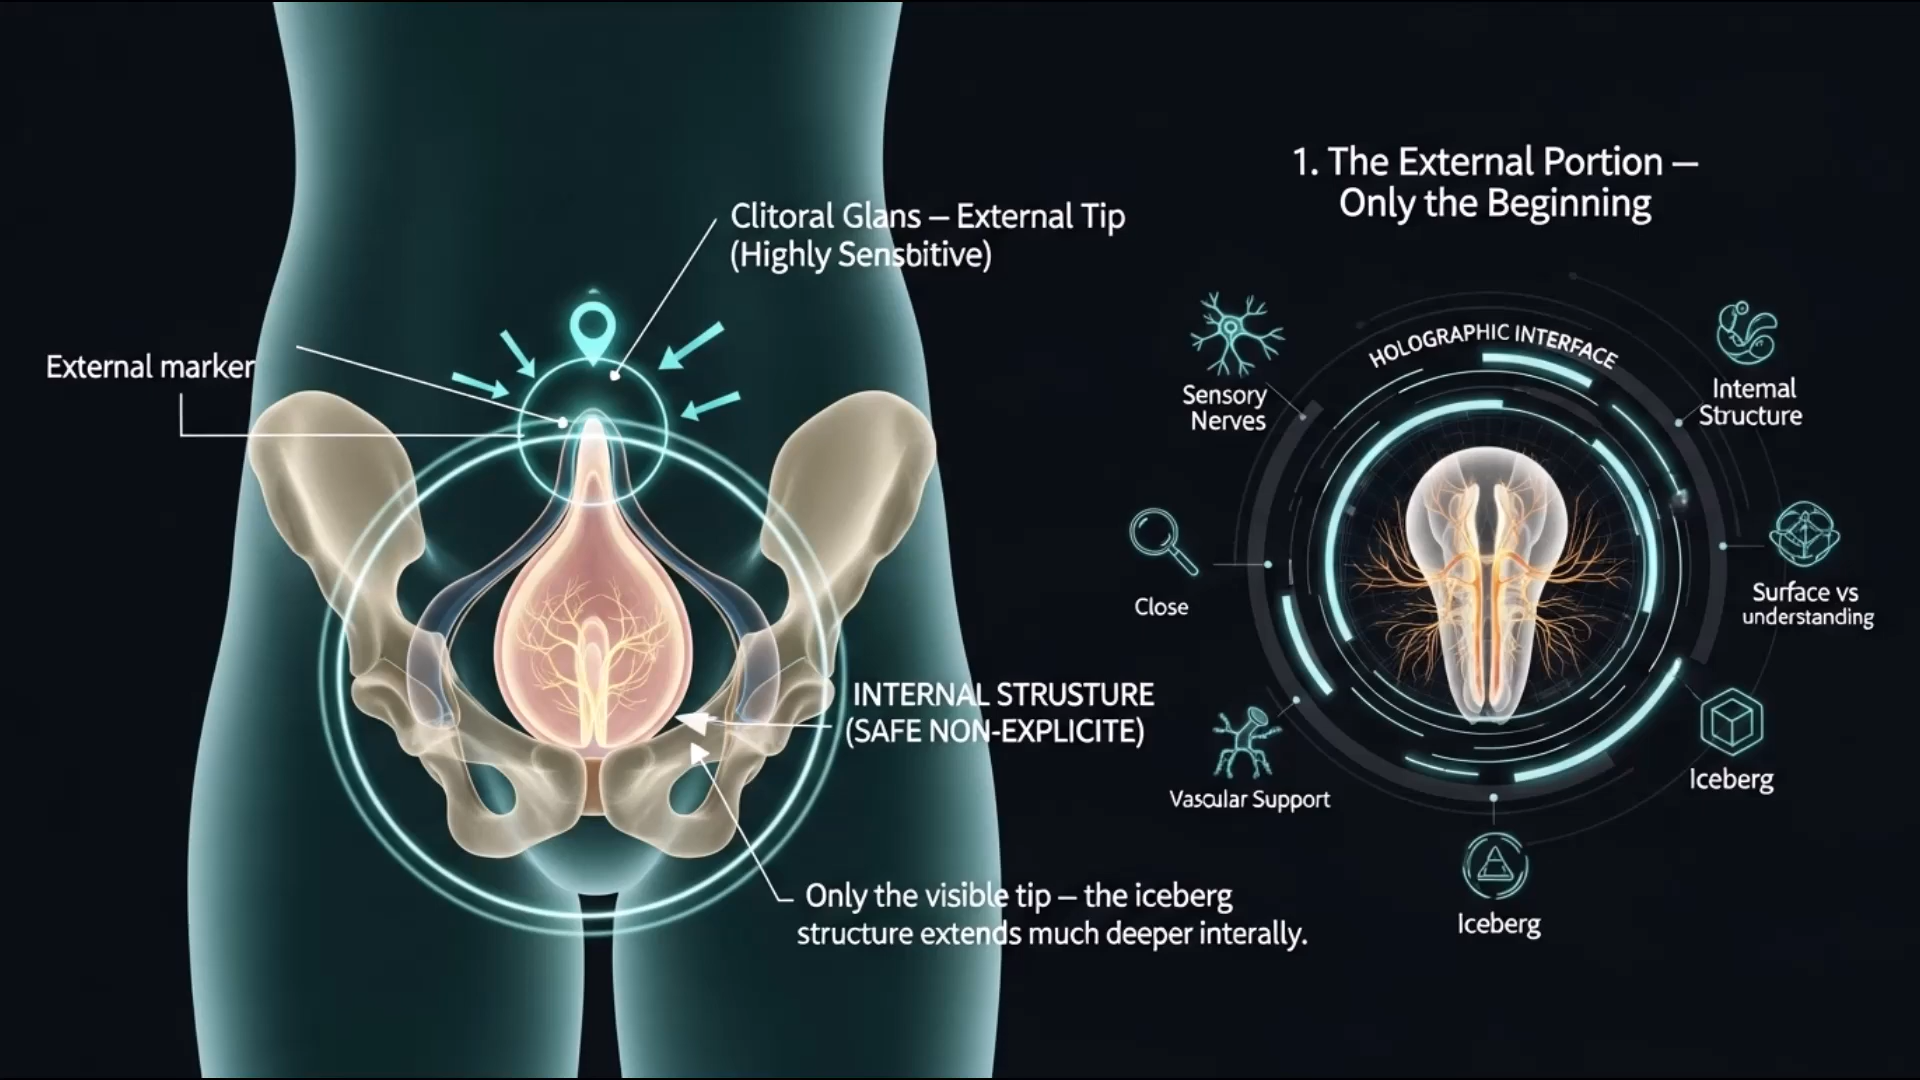 1. The External Portion –
Only the Beginning
Clitoral Glans – External Tip
(Highly Sensbitive)
External marker
HOLOGRAPHIC INTERFACE
Sensory
Nerves
Internal
Structure
Close
Surface vs
understanding
INTERNAL STRUSTURE
(SAFE NON-EXPLICITE)
Vascular Support
Iceberg
Iceberg
Only the visible tip – the iceberg
structure extends much deeper interally.